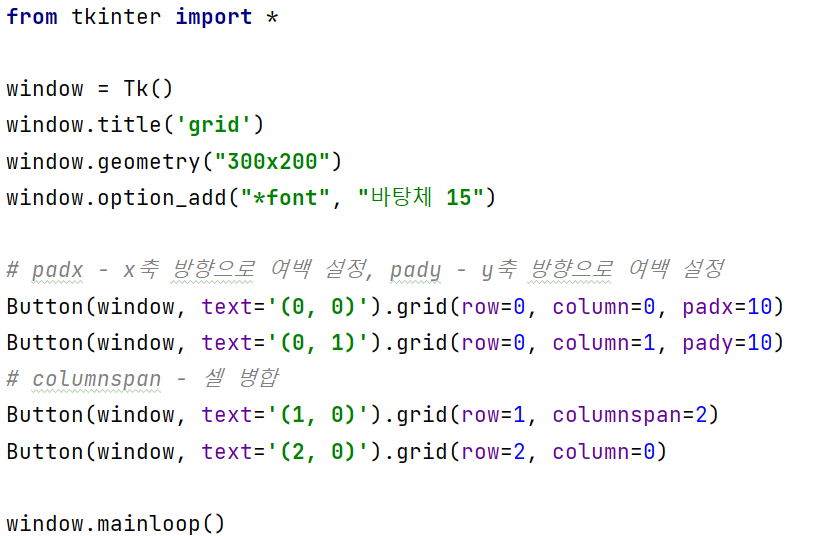 from tkinter import *
window = Tk()
window.title('grid')
window.geometry("300x200")
window.option_add("*font", "바탕체 15")
# padx - x축 방향으로 여백 설정, pady - y축 방향으로 여백 설정
Button(window, text='(0, 0)').grid(row=0, column=0, padx=10)
Button(window, text='(0, 1)').grid(row=0, column=1, pady=10)
# columnspan - 셀 병합
Button(window, text='(1, 0)').grid(row=1, columnspan=2)
Button(window, text='(2, 0)').grid(row=2, column=0)
window.mainloop()